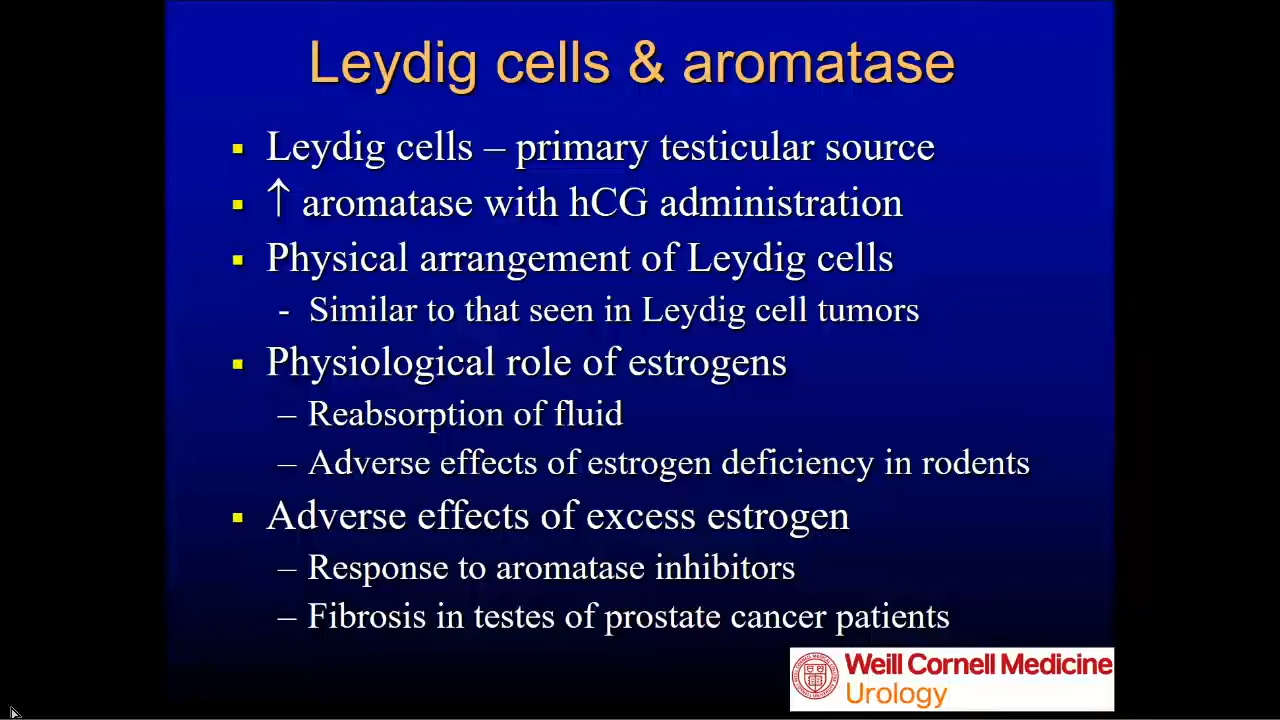 Leydig cells & aromatase
▪ Leydig cells – primary testicular source
▪ ↑ aromatase with hCG administration
▪ Physical arrangement of Leydig cells
- Similar to that seen in Leydig cell tumors
▪ Physiological role of estrogens
– Reabsorption of fluid
– Adverse effects of estrogen deficiency in rodents
▪ Adverse effects of excess estrogen
– Response to aromatase inhibitors
– Fibrosis in testes of prostate cancer patients
Weill Cornell Medicine
Urology